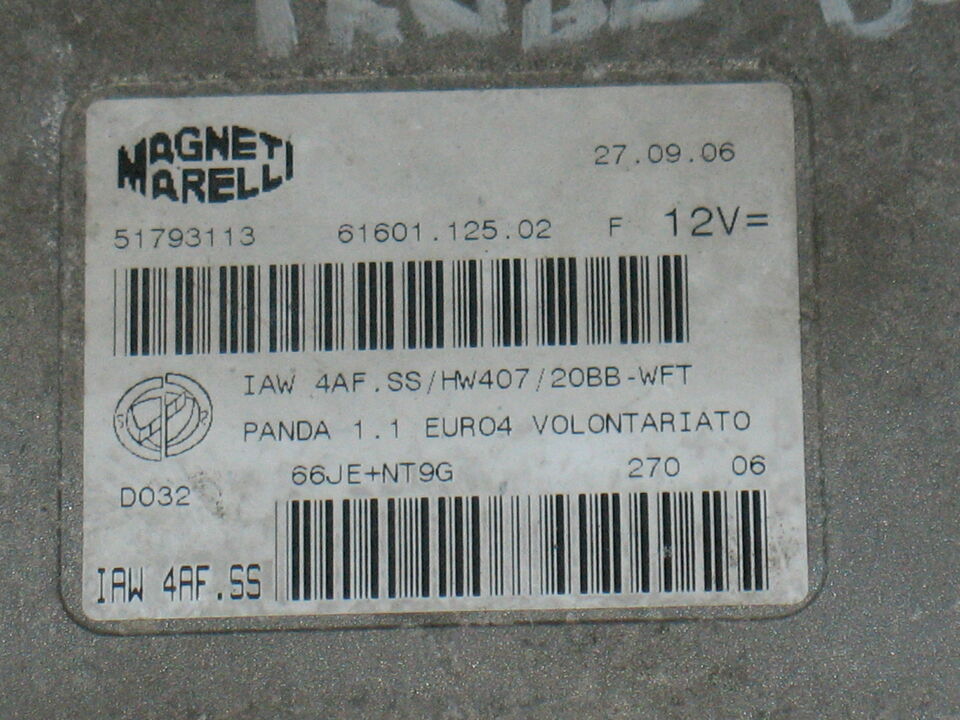 MAGNETI
MARELLI
27.09.06
51793113 61601.125.02 F 12V=
IAW 4AF.SS/HW407/20BB-WFT
PANDA 1.1 EURO4 VOLONTARIATO
66JE+NT9G 270 06
D032
IAW 4AF.SS